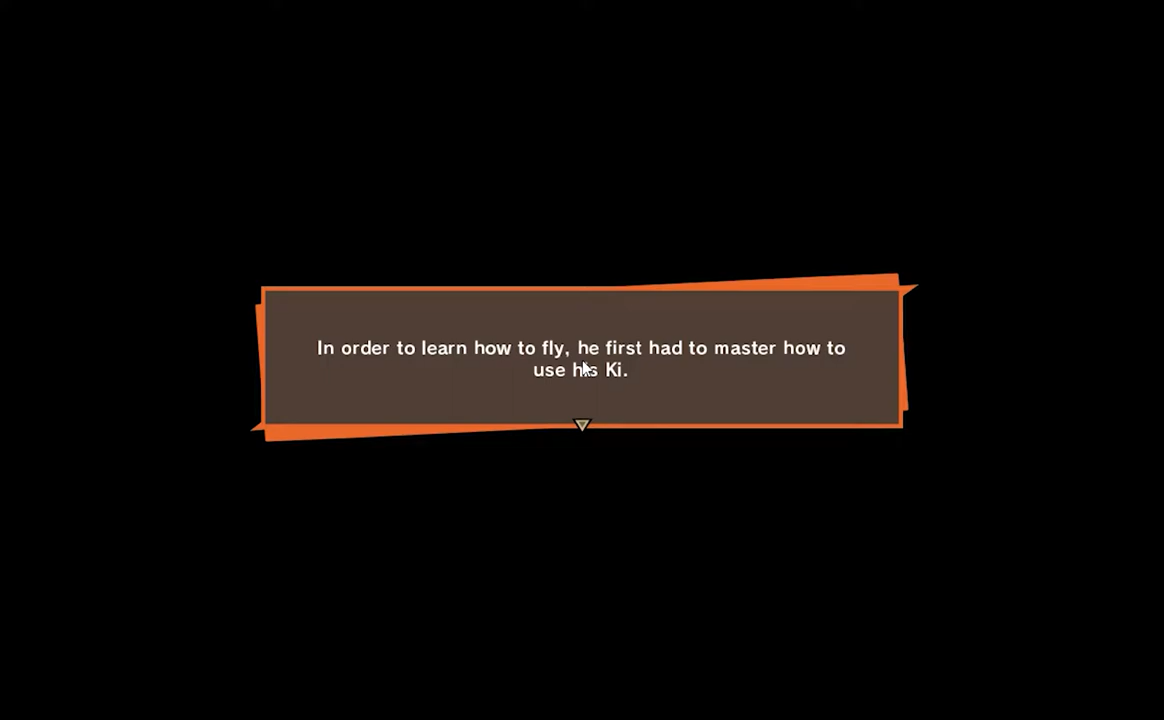 In order to learn how to fly, he first had to master how to
use his Ki.